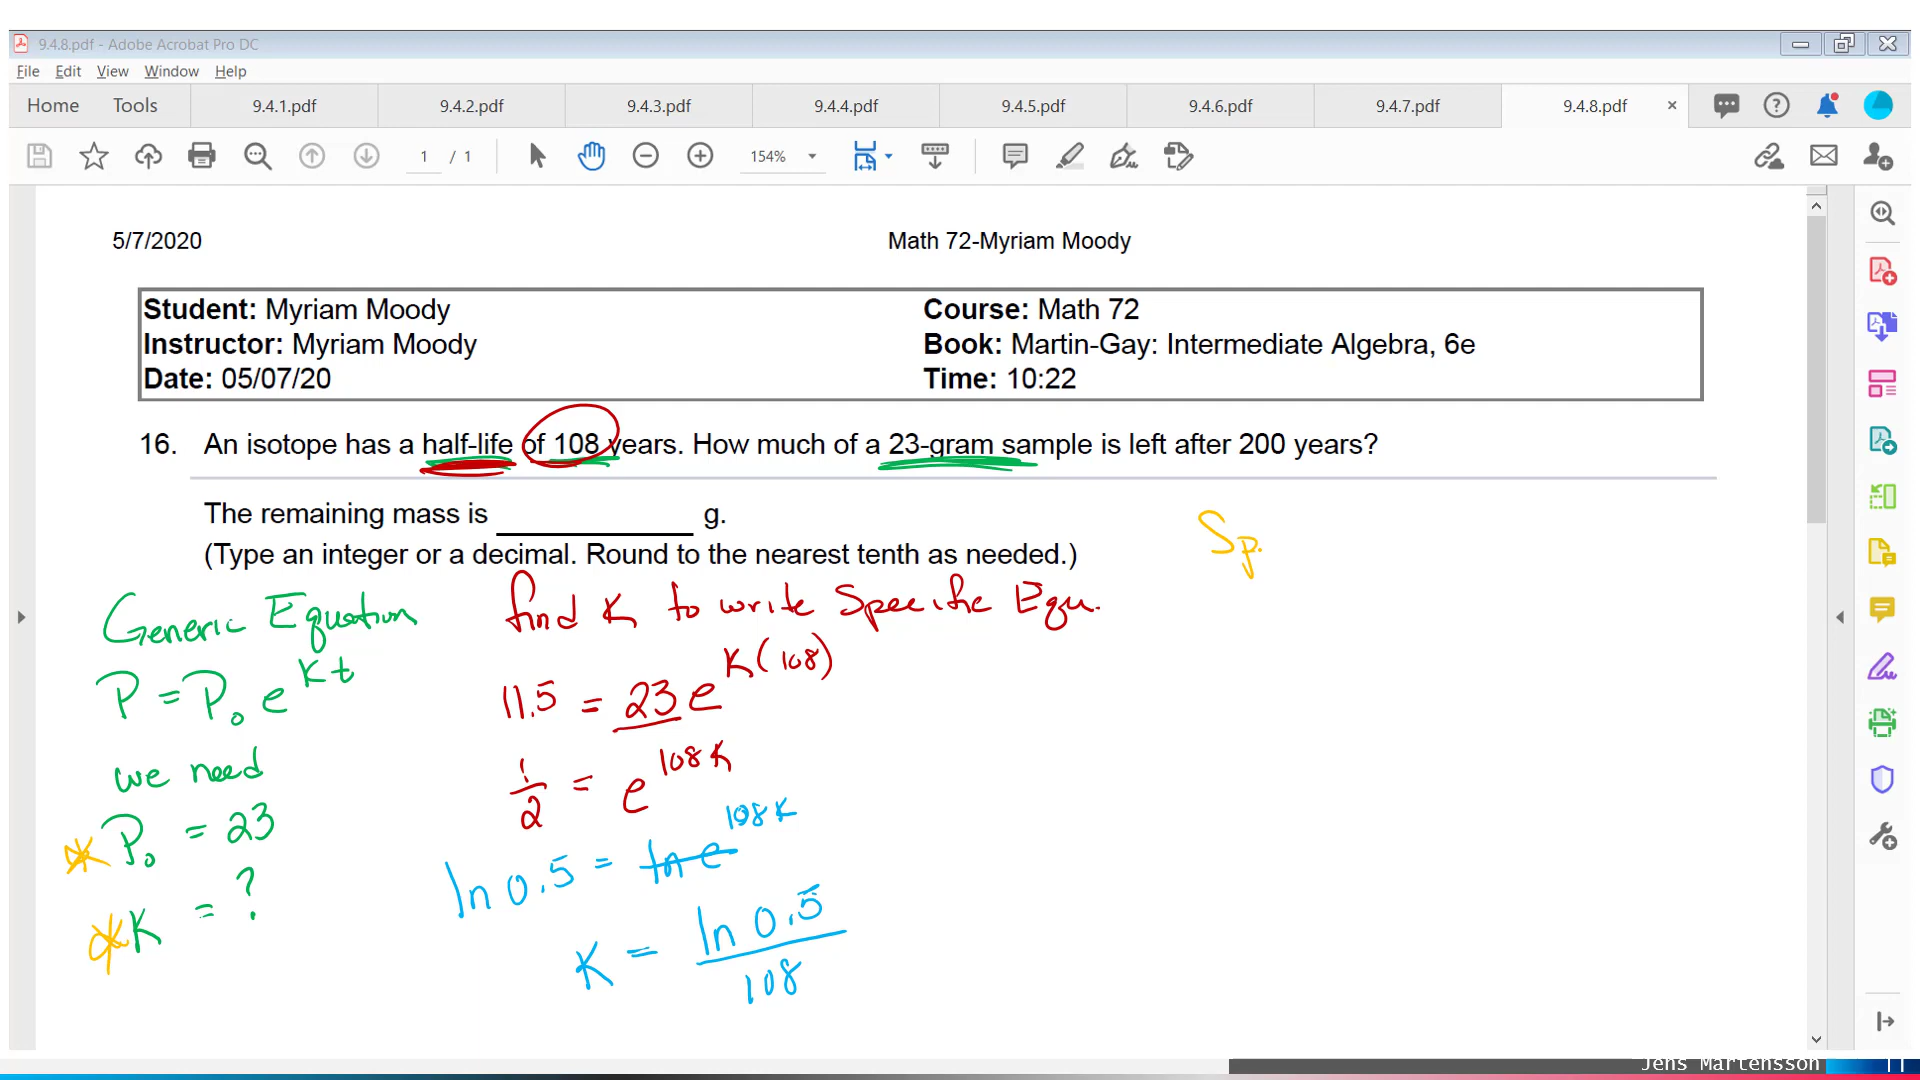 9.4.8.pdf - Adobe Acrobat Pro DC
File Edit View Window Help
Home Tools 9.4.1.pdf 9.4.2.pdf 9.4.3.pdf 9.4.4.pdf 9.4.5.pdf 9.4.6.pdf 9.4.7.pdf 9.4.8.pdf ×
1 / 1 154%
5/7/2020 Math 72-Myriam Moody
Student: Myriam Moody Course: Math 72
Instructor: Myriam Moody Book: Martin-Gay: Intermediate Algebra, 6e
Date: 05/07/20 Time: 10:22
16. An isotope has a half-life of 108 years. How much of a 23-gram sample is left after 200 years?
The remaining mass is ________ g.
(Type an integer or a decimal. Round to the nearest tenth as needed.)
Sp.
Generic Equation
P = P₀ e^Kt
we need
* P₀ = 23
* K = ?
find K to write Specific Equ.
11.5 = 23 e^K(108)
1/2 = e^108K
ln 0.5 = ln e^108K
K = ln 0.5 / 108
Jens Martensson 11